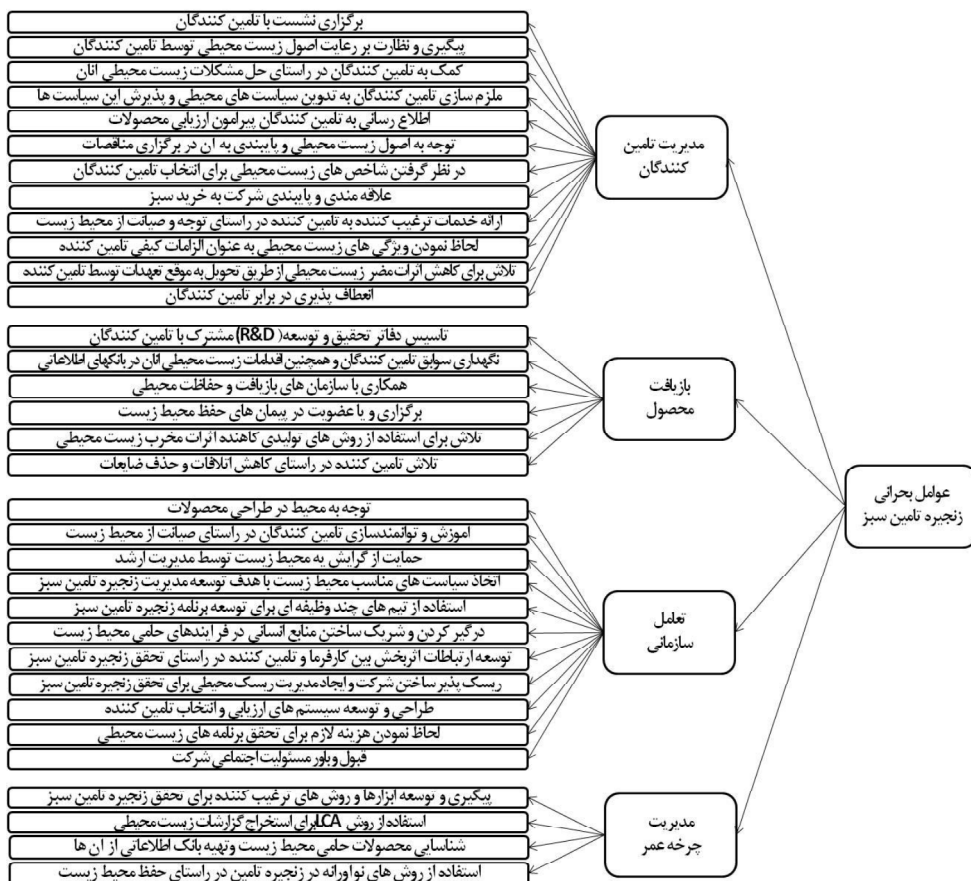 عوامل بحرانی
زنجیره تامین سبز
مدیریت تامین
کنندگان
برگزاری نشست با تامین کنندگان
پیگیری و نظارت بر رعایت اصول زیست محیطی توسط تامین کنندگان
کمک به تامین کنندگان در راستای حل مشکلات زیست محیطی انان
ملزم سازی تامین کنندگان به تدوین سیاست های محیطی و پذیرش این سیاست ها
اطلاع رسانی به تامین کنندگان پیرامون ارزیابی محصولات
توجه به اصول زیست محیطی و پایبندی به ان در برگزاری مناقصات
در نظر گرفتن شاخص های زیست محیطی برای انتخاب تامین کنندگان
علاقه مندی و پایبندی شرکت به خرید سبز
ارائه خدمات ترغیب کننده به تامین کننده در راستای توجه و صیانت از محیط زیست
لحاظ نمودن ویژگی های زیست محیطی به عنوان الزامات کیفی تامین کننده
تلاش برای کاهش اثرات مضر زیست محیطی از طریق تحویل به موقع تعهدات توسط تامین کننده
انعطاف پذیری در برابر تامین کنندگان
بازیافت
محصول
تاسیس دفاتر تحقیق و توسعه( R&D) مشترک با تامین کنندگان
نگهداری سوابق تامین کنندگان و همچنین اقدامات زیست محیطی انان در بانکهای اطلاعاتی
همکاری با سازمان های بازیافت و حفاظت محیطی
برگزاری و یا عضویت در پیمان های حفظ محیط زیست
تلاش برای استفاده از روش های تولیدی کاهنده اثرات مخرب زیست محیطی
تلاش تامین کننده در راستای کاهش اتلافات و حذف ضایعات
تعامل
سازمانی
توجه به محیط در طراحی محصولات
اموزش و توانمندسازی تامین کنندگان در راستای صیانت از محیط زیست
حمایت از گرایش به محیط زیست توسط مدیریت ارشد
اتخاذ سیاست های مناسب محیط زیست با هدف توسعه مدیریت زنجیره تامین سبز
استفاده از تیم های چند وظیفه ای برای توسعه برنامه زنجیره تامین سبز
درگیر کردن و شریک ساختن منابع انسانی در فرایندهای حامی محیط زیست
توسعه ارتباطات اثربخش بین کارفرما و تامین کننده در راستای تحقق زنجیره تامین سبز
ریسک پذیر ساختن شرکت و ایجاد مدیریت ریسک محیطی برای تحقق زنجیره تامین سبز
طراحی و توسعه سیستم های ارزیابی و انتخاب تامین کننده
لحاظ نمودن هزینه لازم برای تحقق برنامه های زیست محیطی
قبول و باور مسئولیت اجتماعی شرکت
مدیریت
چرخه عمر
پیگیری و توسعه ابزارها و روش های ترغیب کننده برای تحقق زنجیره تامین سبز
استفاده از روش LCA برای استخراج گزارشات زیست محیطی
شناسایی محصولات حامی محیط زیست وتهیه بانک اطلاعاتی از ان ها
استفاده از روش های نواورانه در زنجیره تامین در راستای حفظ محیط زیست